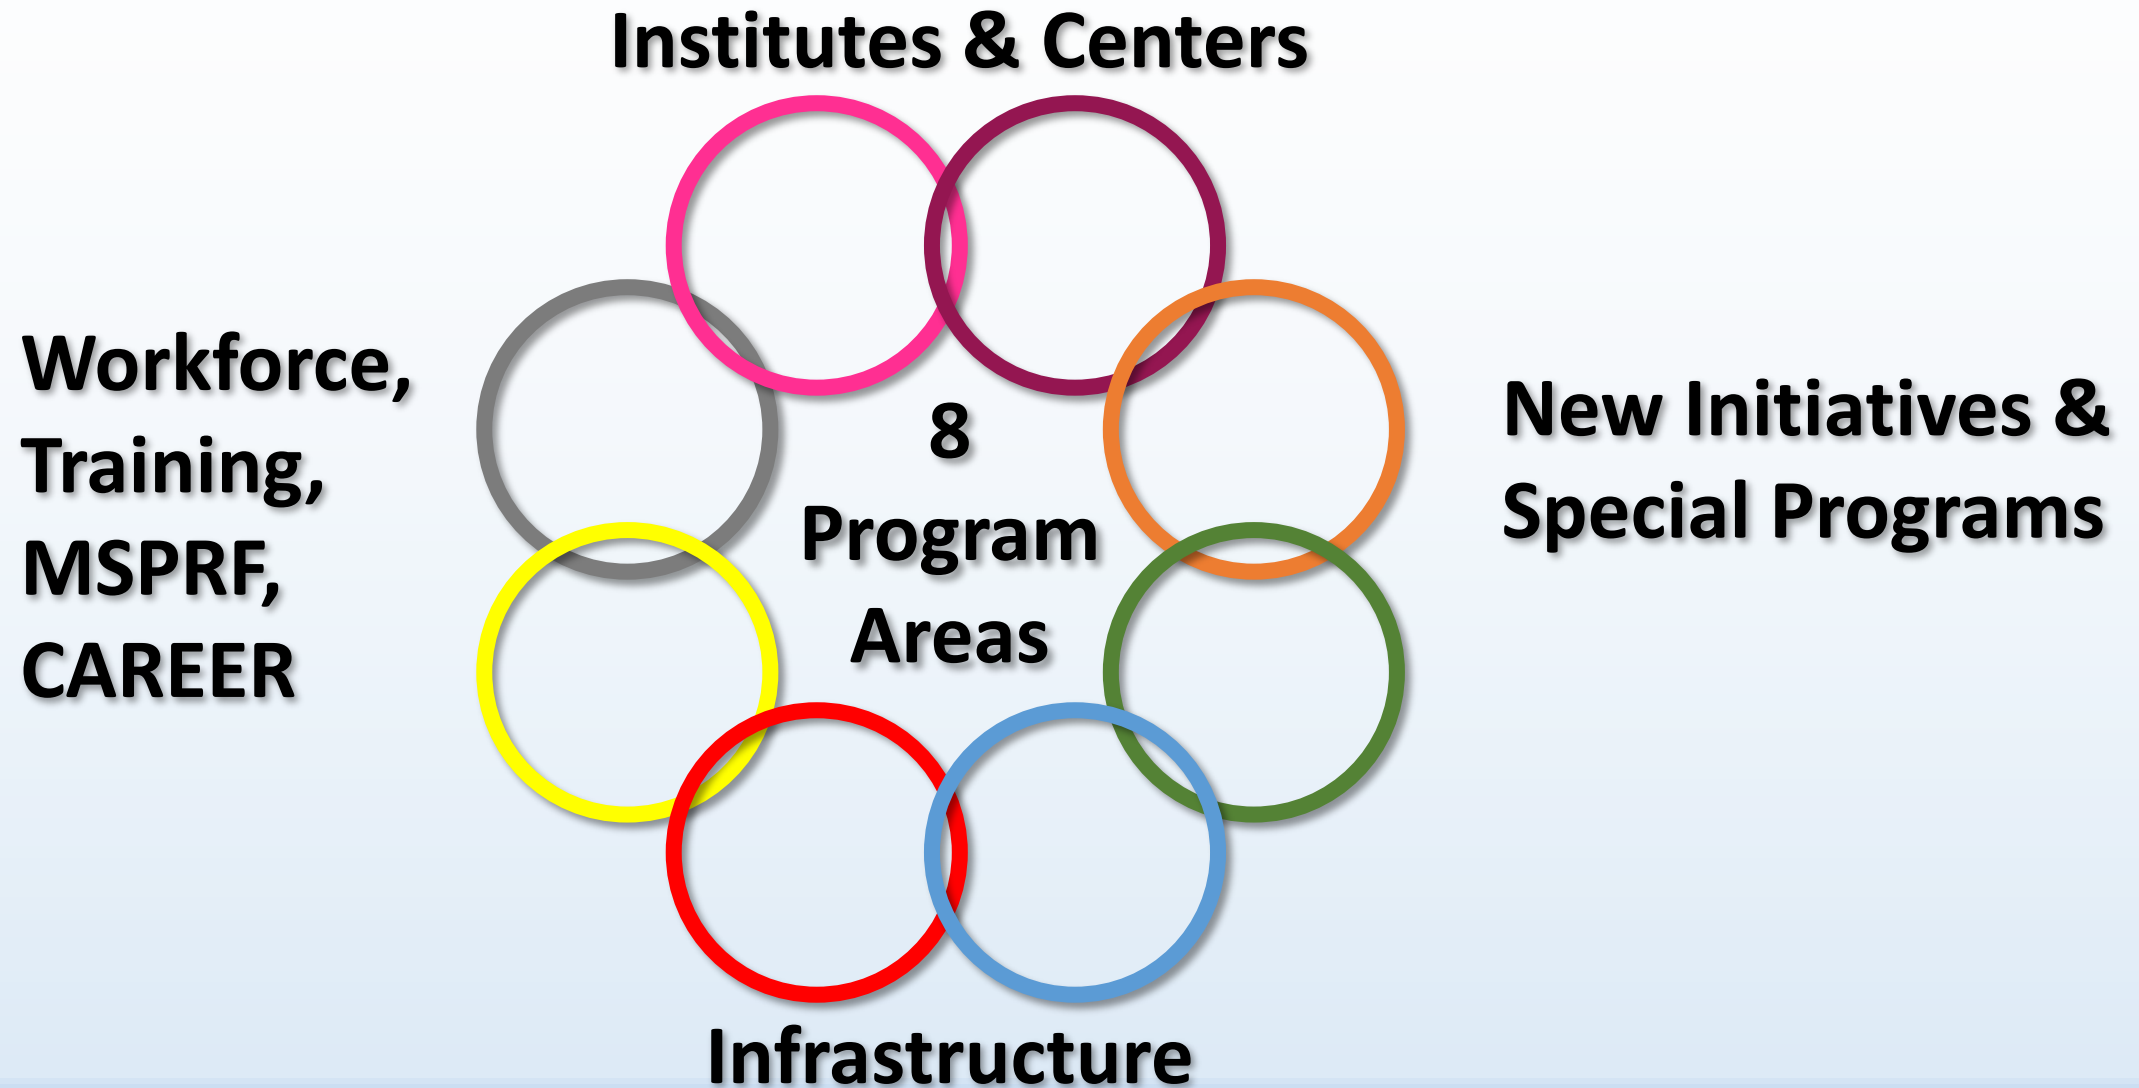 Institutes & Centers
Workforce,
Training,
MSPRF,
CAREER
8
Program
Areas
New Initiatives &
Special Programs
Infrastructure